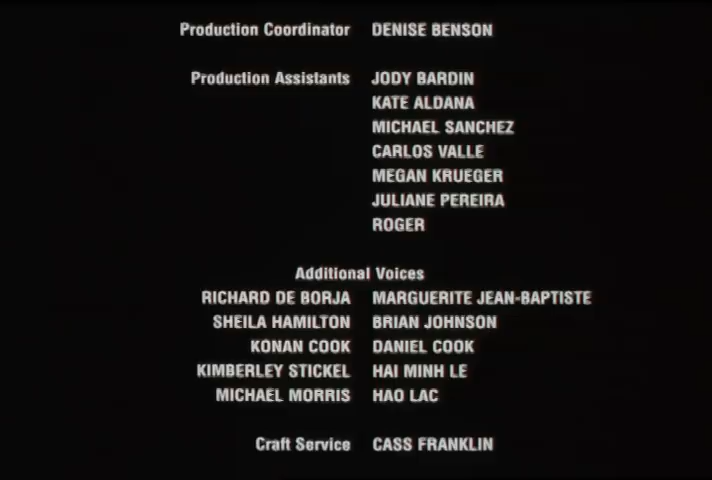 Production Coordinator DENISE BENSON
Production Assistants JODY BARDIN
KATE ALDANA
MICHAEL SANCHEZ
CARLOS VALLE
MEGAN KRUEGER
JULIANE PEREIRA
ROGER
Additional Voices
RICHARD DE BORJA MARGUERITE JEAN-BAPTISTE
SHEILA HAMILTON BRIAN JOHNSON
KONAN COOK DANIEL COOK
KIMBERLEY STICKEL HAI MINH LE
MICHAEL MORRIS HAO LAC
Craft Service CASS FRANKLIN